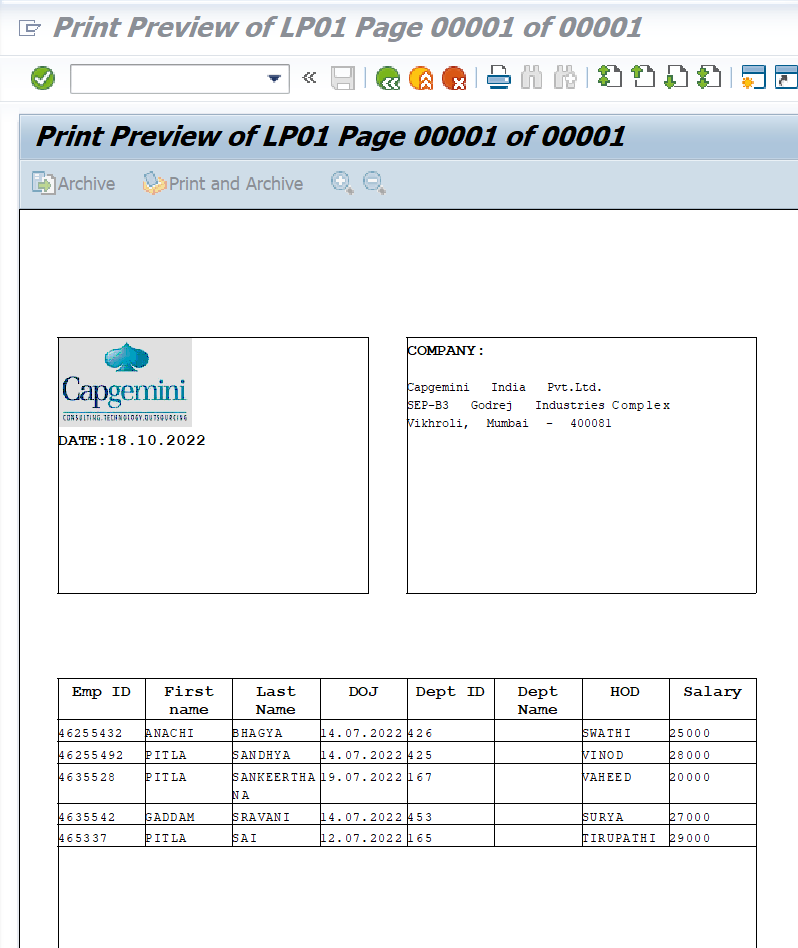 Print Preview of LP01 Page 00001 of 00001
Print Preview of LP01 Page 00001 of 00001
Archive Print and Archive
Capgemini
CONSULTING.TECHNOLOGY.OUTSOURCING
DATE:18.10.2022
COMPANY:
Capgemini India Pvt.Ltd.
SEP-B3 Godrej Industries Complex
Vikhroli, Mumbai - 400081
Emp ID First name Last Name DOJ Dept ID Dept Name HOD Salary
46255432 ANACHI BHAGYA 14.07.2022 426 SWATHI 25000
46255492 PITLA SANDHYA 14.07.2022 425 VINOD 28000
4635528 PITLA SANKEERTHA 19.07.2022 167 VAHEED 20000
NA
4635542 GADDAM SRAVANI 14.07.2022 453 SURYA 27000
465337 PITLA SAI 12.07.2022 165 TIRUPATHI 29000